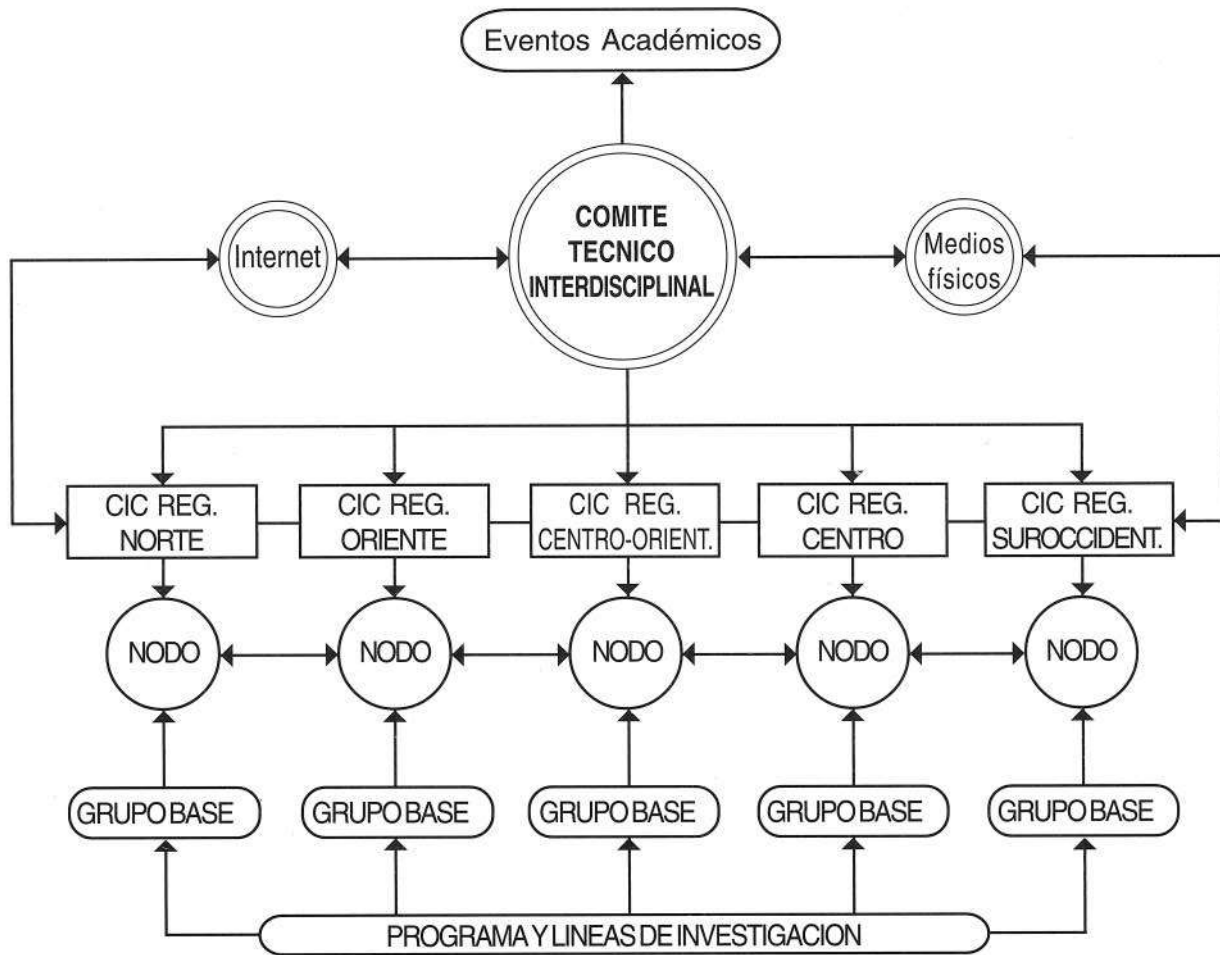 Eventos Académicos
COMITE
TECNICO
INTERDISCIPLINAL
Internet
Medios
físicos
CIC REG.
NORTE
CIC REG.
ORIENTE
CIC REG.
CENTRO-ORIENT.
CIC REG.
CENTRO
CIC REG.
SUROCCIDENT.
NODO
NODO
NODO
NODO
NODO
GRUPO BASE
GRUPO BASE
GRUPO BASE
GRUPO BASE
GRUPO BASE
PROGRAMA Y LINEAS DE INVESTIGACION